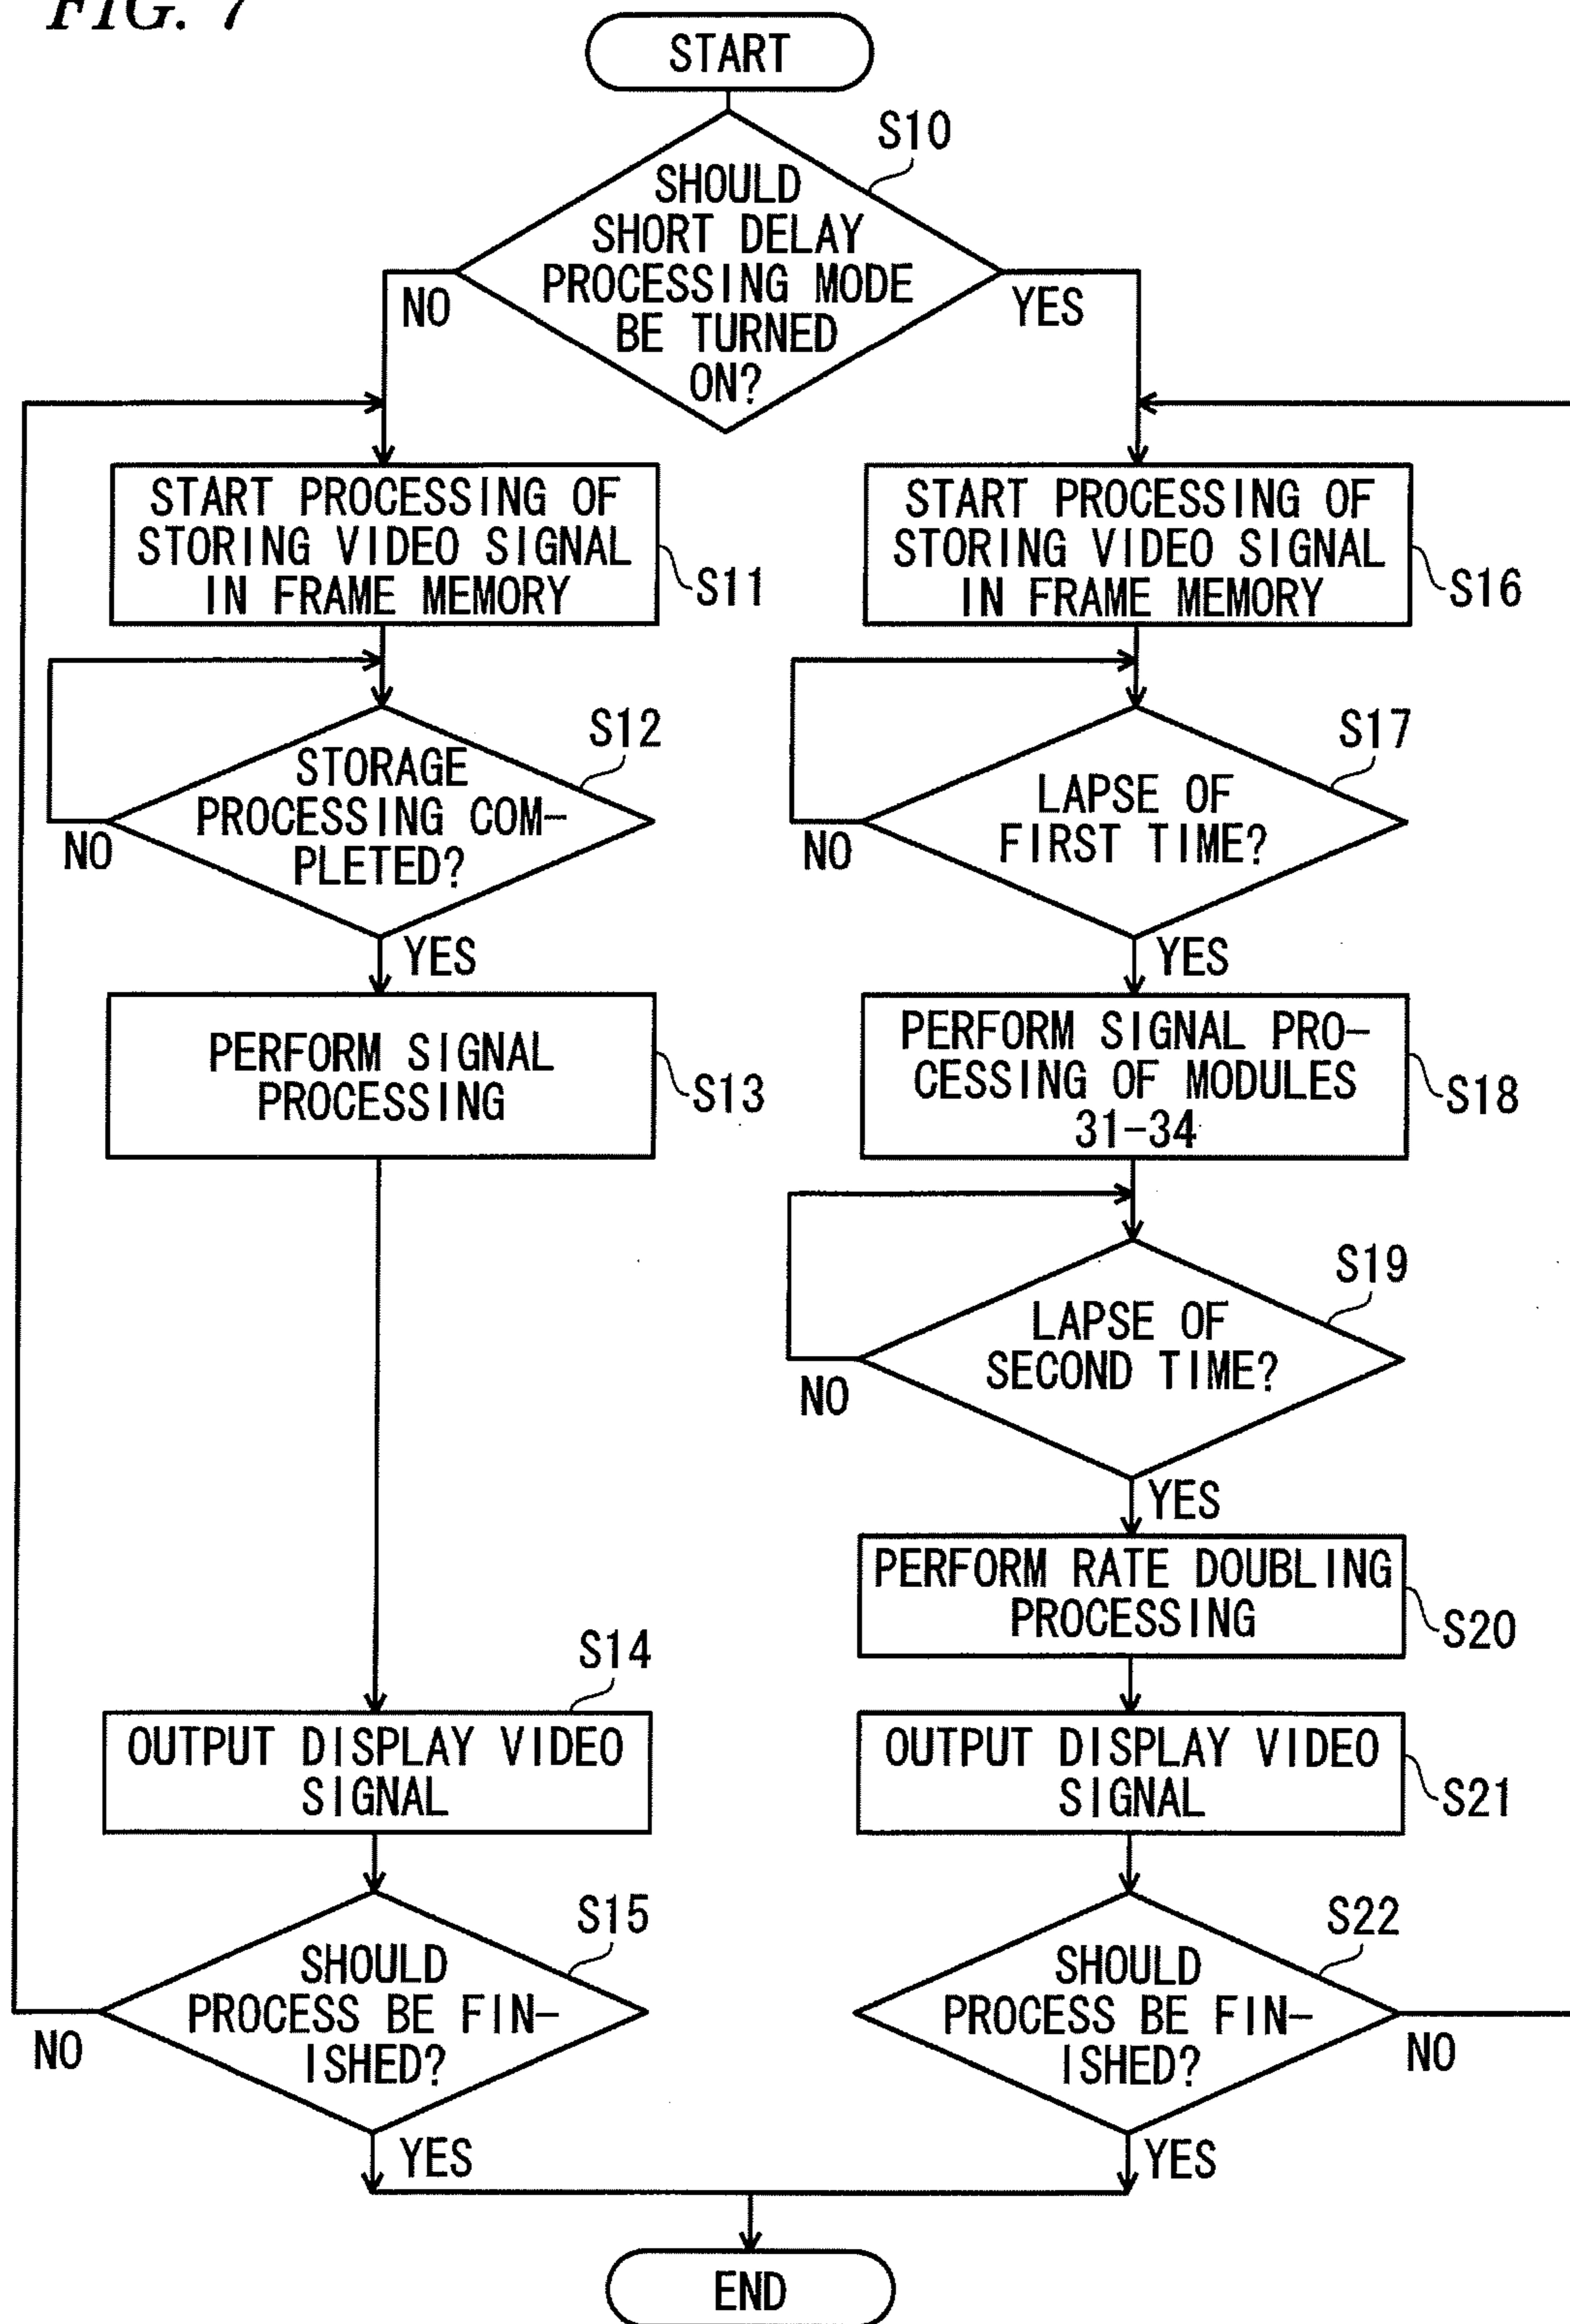 FIG. 7
START
S10
SHOULD
SHORT DELAY
PROCESSING MODE
BE TURNED
ON?
NO
YES
START PROCESSING OF
STORING VIDEO SIGNAL
IN FRAME MEMORY
S11
START PROCESSING OF
STORING VIDEO SIGNAL
IN FRAME MEMORY
S16
S12
STORAGE
PROCESSING COM-
PLETED?
NO
YES
S17
LAPSE OF
FIRST TIME?
NO
YES
PERFORM SIGNAL
PROCESSING
S13
PERFORM SIGNAL PRO-
CESSING OF MODULES
31-34
S18
S19
LAPSE OF
SECOND TIME?
NO
YES
PERFORM RATE DOUBLING
PROCESSING
S20
S14
OUTPUT DISPLAY VIDEO
SIGNAL
OUTPUT DISPLAY VIDEO
SIGNAL
S21
S15
SHOULD
PROCESS BE FIN-
ISHED?
NO
YES
S22
SHOULD
PROCESS BE FIN-
ISHED?
NO
YES
END